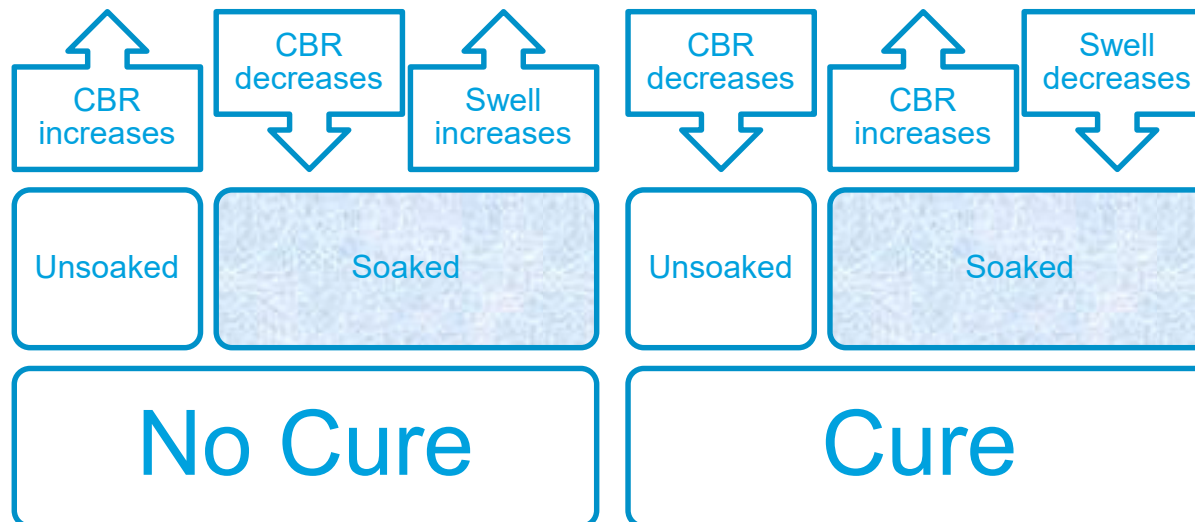 CBR
increases
CBR
decreases
Swell
increases
CBR
decreases
CBR
increases
Swell
decreases
Unsoaked
Soaked
Unsoaked
Soaked
No Cure
Cure